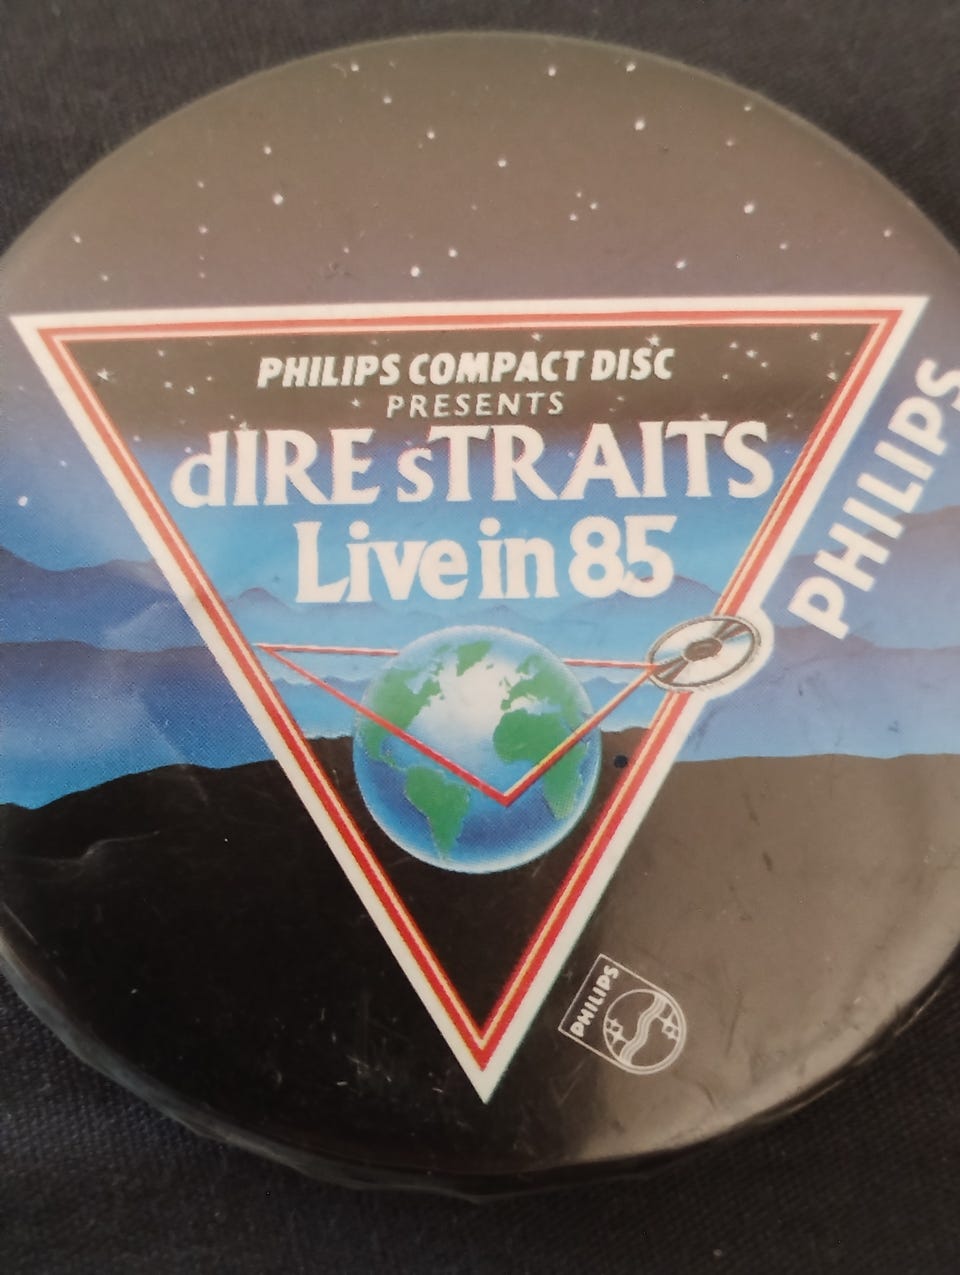 PHILIPS COMPACT DISC
PRESENTS
dIRE sTRAITS
Live in 85
PHILIPS
PHILIPS